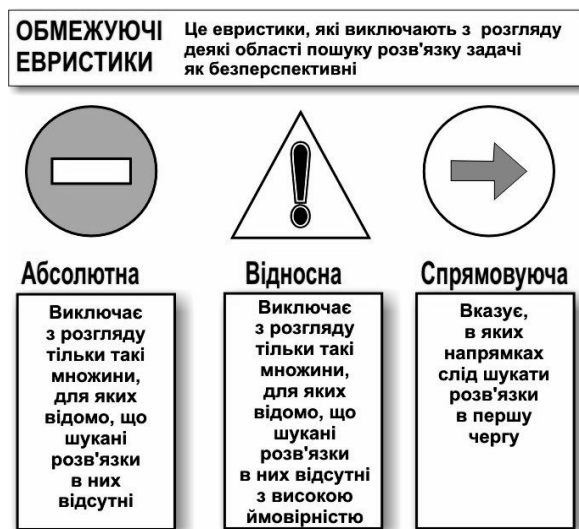 ОБМЕЖУЮЧІ
ЕВРИСТИКИ
Це евристики, які виключають з розгляду
деякі області пошуку розв'язку задачі
як безперспективні
Абсолютна
Виключає
з розгляду
тільки такі
множини,
для яких
відомо, що
шукані
розв'язки
в них
відсутні
Відносна
Виключає
з розгляду
тільки такі
множини,
для яких
відомо, що
шукані
розв'язки
в них відсутні
з високою
ймовірністю
Спрямовуюча
Вказує,
в яких
напрямках
слід шукати
розв'язки
в першу
чергу